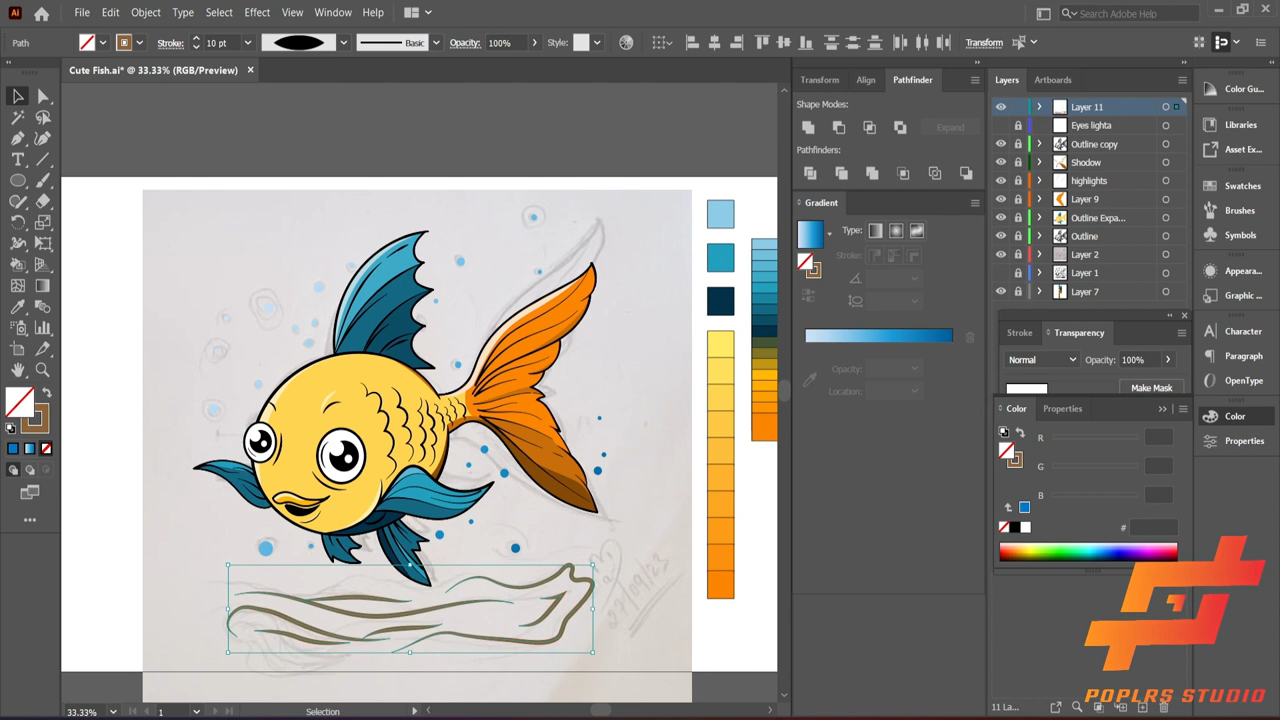 Ai File Edit Object Type Select Effect View Window Help Search Adobe Help
Path Stroke: 10 pt Basic Opacity: 100% Style: Transform
Cute Fish.ai* @ 33.33% (RGB/Preview)
Transform Align Pathfinder
Shape Modes:
Expand
Pathfinders:
Gradient
Type:
Stroke:
Opacity:
Location:
Layers Artboards
Layer 11
Eyes lighta
Outline copy
Shodow
highlights
Layer 9
Outline Expa...
Outline
Layer 2
Layer 1
Layer 7
Stroke Transparency
Normal Opacity: 100%
Make Mask
Color Properties
R
G
B
#
11 La...
Color Gu...
Libraries
Asset Ex...
Swatches
Brushes
Symbols
Appeara...
Graphic ...
Character
Paragraph
OpenType
Color
Properties
27/09/23
33.33% 1 Selection
POPLRS STUDIO